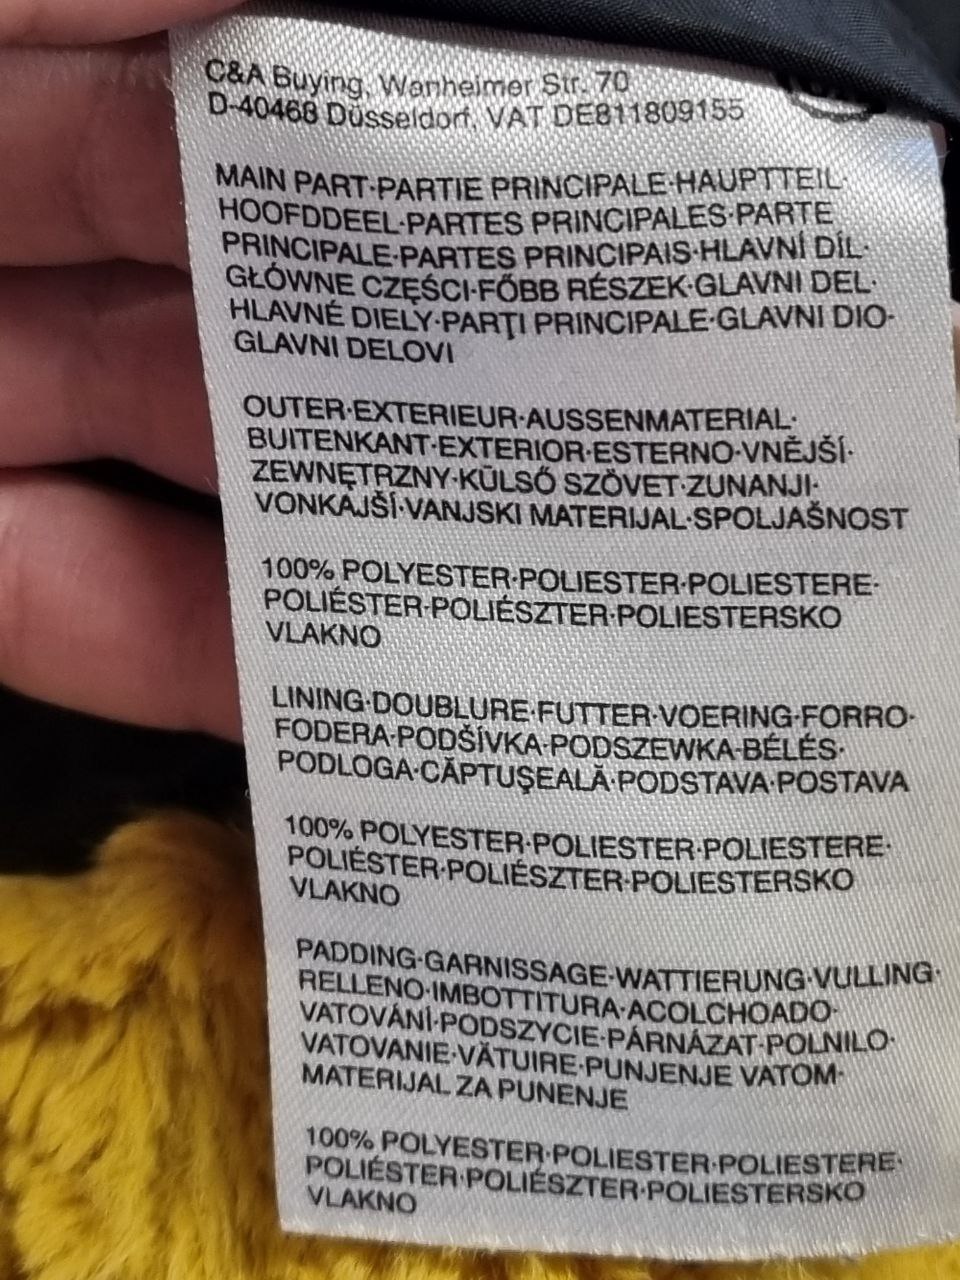 C&A Buying, Wanheimer Str. 70
D-40468 Düsseldorf, VAT DE811809155
MAIN PART·PARTIE PRINCIPALE·HAUPTTEIL·
HOOFDDEEL·PARTES PRINCIPALES·PARTE
PRINCIPALE·PARTES PRINCIPAIS·HLAVNÍ DÍL·
GŁÓWNE CZĘŚCI·FŐBB RÉSZEK·GLAVNI DEL·
HLAVNÉ DIELY·PARŢI PRINCIPALE·GLAVNI DIO·
GLAVNI DELOVI
OUTER·EXTERIEUR·AUSSENMATERIAL·
BUITENKANT·EXTERIOR·ESTERNO·VNĚJŠÍ·
ZEWNĘTRZNY·KÜLSŐ SZÖVET·ZUNANJI·
VONKAJŠÍ·VANJSKI MATERIJAL·SPOLJAŠNOST
100% POLYESTER·POLIESTER·POLIESTERE·
POLIÉSTER·POLIÉSZTER·POLIESTERSKO
VLAKNO
LINING·DOUBLURE·FUTTER·VOERING·FORRO·
FODERA·PODŠÍVKA·PODSZEWKA·BÉLÉS·
PODLOGA·CĂPTUŞEALĂ·PODSTAVA·POSTAVA
100% POLYESTER·POLIESTER·POLIESTERE·
POLIÉSTER·POLIÉSZTER·POLIESTERSKO
VLAKNO
PADDING·GARNISSAGE·WATTIERUNG·VULLING·
RELLENO·IMBOTTITURA·ACOLCHOADO·
VATOVÁNÍ·PODSZYCIE·PÁRNÁZAT·POLNILO·
VATOVANIE·VĂTUIRE·PUNJENJE VATOM·
MATERIJAL ZA PUNENJE
100% POLYESTER·POLIESTER·POLIESTERE·
POLIÉSTER·POLIÉSZTER·POLIESTERSKO
VLAKNO